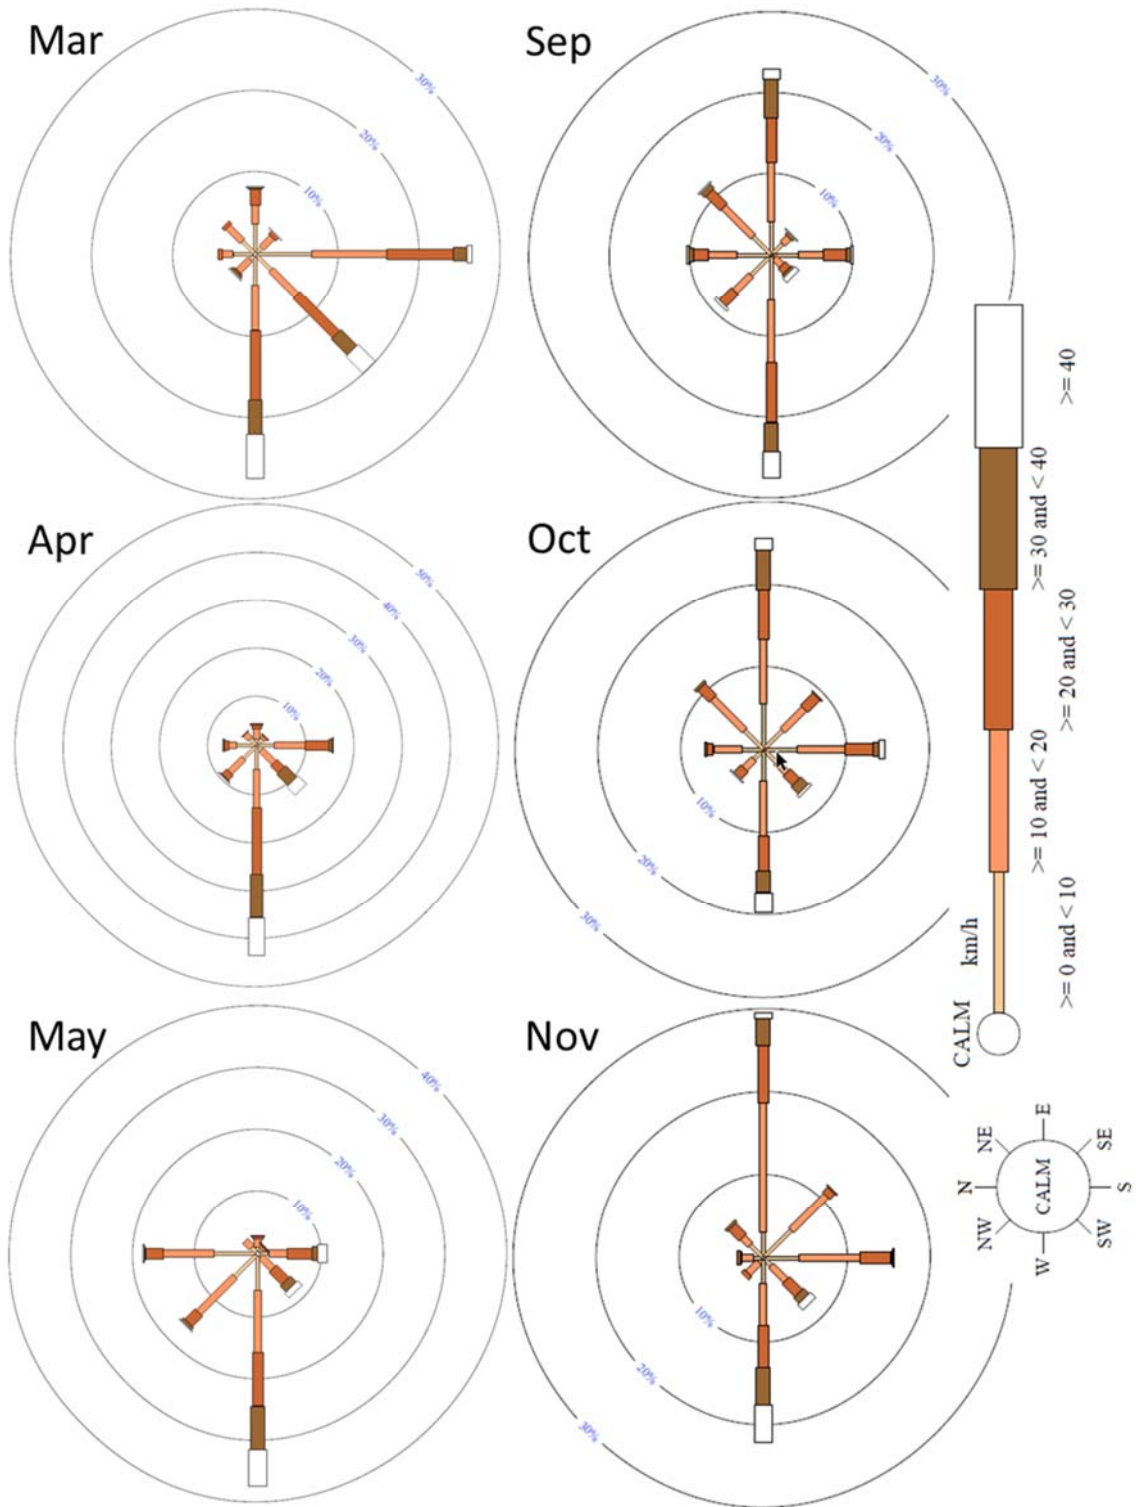 Mar
30%
20%
10%
Sep
30%
20%
10%
Apr
50%
40%
30%
20%
10%
Oct
10%
20%
30%
May
40%
30%
20%
10%
Nov
10%
20%
30%
>= 40
>= 30 and < 40
>= 20 and < 30
>= 10 and < 20
>= 0 and < 10
km/h
CALM
N
NE
E
SE
S
SW
W
NW
CALM